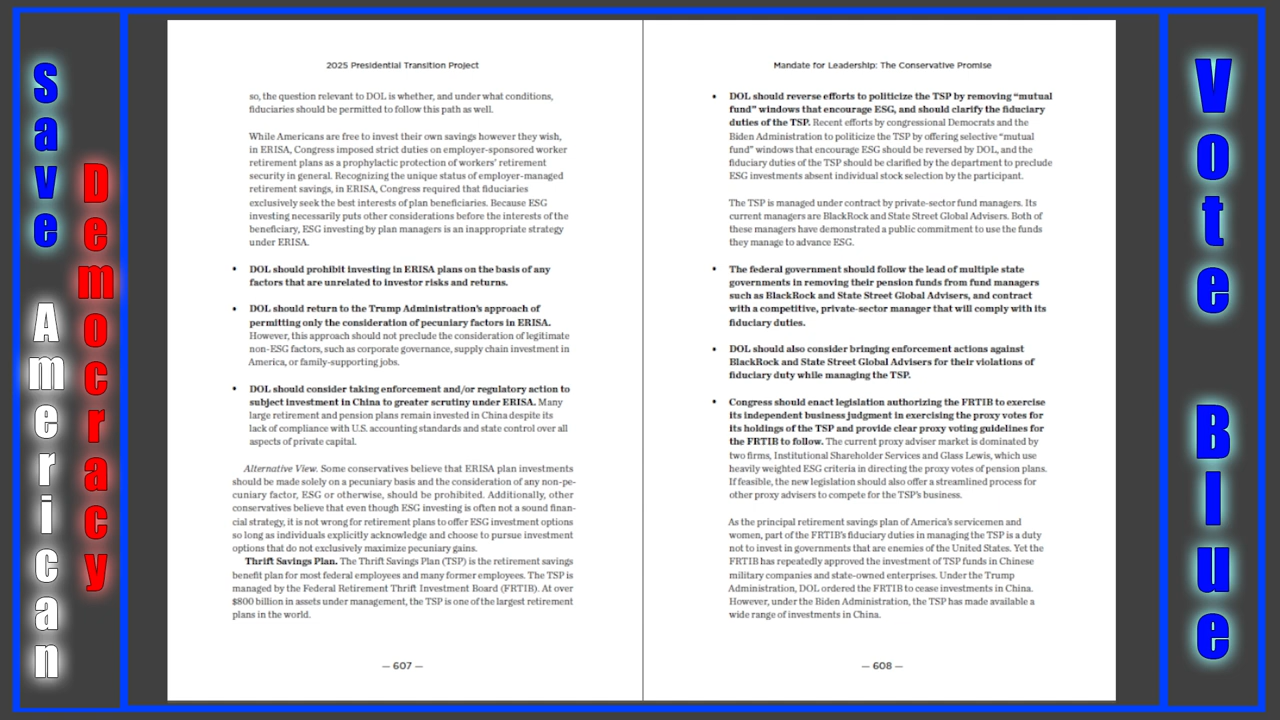 Save
American
Democracy
2025 Presidential Transition Project
so, the question relevant to DOL is whether, and under what conditions,
fiduciaries should be permitted to follow this path as well.
While Americans are free to invest their own savings however they wish,
in ERISA, Congress imposed strict duties on employer-sponsored worker
retirement plans as a prophylactic protection of workers' retirement
security in general. Recognizing the unique status of employer-managed
retirement savings, in ERISA, Congress required that fiduciaries
exclusively seek the best interests of plan beneficiaries. Because ESG
investing necessarily puts other considerations before the interests of the
beneficiary, ESG investing by plan managers is an inappropriate strategy
under ERISA.
• DOL should prohibit investing in ERISA plans on the basis of any
factors that are unrelated to investor risks and returns.
• DOL should return to the Trump Administration's approach of
permitting only the consideration of pecuniary factors in ERISA.
However, this approach should not preclude the consideration of legitimate
non-ESG factors, such as corporate governance, supply chain investment in
America, or family-supporting jobs.
• DOL should consider taking enforcement and/or regulatory action to
subject investment in China to greater scrutiny under ERISA. Many
large retirement and pension plans remain invested in China despite its
lack of compliance with U.S. accounting standards and state control over all
aspects of private capital.
Alternative View. Some conservatives believe that ERISA plan investments
should be made solely on a pecuniary basis and the consideration of any non-pe-
cuniary factor, ESG or otherwise, should be prohibited. Additionally, other
conservatives believe that even though ESG investing is often not a sound finan-
cial strategy, it is not wrong for retirement plans to offer ESG investment options
so long as individuals explicitly acknowledge and choose to pursue investment
options that do not exclusively maximize pecuniary gains.
Thrift Savings Plan. The Thrift Savings Plan (TSP) is the retirement savings
benefit plan for most federal employees and many former employees. The TSP is
managed by the Federal Retirement Thrift Investment Board (FRTIB). At over
$800 billion in assets under management, the TSP is one of the largest retirement
plans in the world.
— 607 —
Mandate for Leadership: The Conservative Promise
• DOL should reverse efforts to politicize the TSP by removing “mutual
fund” windows that encourage ESG, and should clarify the fiduciary
duties of the TSP. Recent efforts by congressional Democrats and the
Biden Administration to politicize the TSP by offering selective “mutual
fund” windows that encourage ESG should be reversed by DOL, and the
fiduciary duties of the TSP should be clarified by the department to preclude
ESG investments absent individual stock selection by the participant.
The TSP is managed under contract by private-sector fund managers. Its
current managers are BlackRock and State Street Global Advisers. Both of
these managers have demonstrated a public commitment to use the funds
they manage to advance ESG.
• The federal government should follow the lead of multiple state
governments in removing their pension funds from fund managers
such as BlackRock and State Street Global Advisers, and contract
with a competitive, private-sector manager that will comply with its
fiduciary duties.
• DOL should also consider bringing enforcement actions against
BlackRock and State Street Global Advisers for their violations of
fiduciary duty while managing the TSP.
• Congress should enact legislation authorizing the FRTIB to exercise
its independent business judgment in exercising the proxy votes for
its holdings of the TSP and provide clear proxy voting guidelines for
the FRTIB to follow. The current proxy adviser market is dominated by
two firms, Institutional Shareholder Services and Glass Lewis, which use
heavily weighted ESG criteria in directing the proxy votes of pension plans.
If feasible, the new legislation should also offer a streamlined process for
other proxy advisers to compete for the TSP's business.
As the principal retirement savings plan of America's servicemen and
women, part of the FRTIB's fiduciary duties in managing the TSP is a duty
not to invest in governments that are enemies of the United States. Yet the
FRTIB has repeatedly approved the investment of TSP funds in Chinese
military companies and state-owned enterprises. Under the Trump
Administration, DOL ordered the FRTIB to cease investments in China.
However, under the Biden Administration, the TSP has made available a
wide range of investments in China.
— 608 —
Vote
Blue